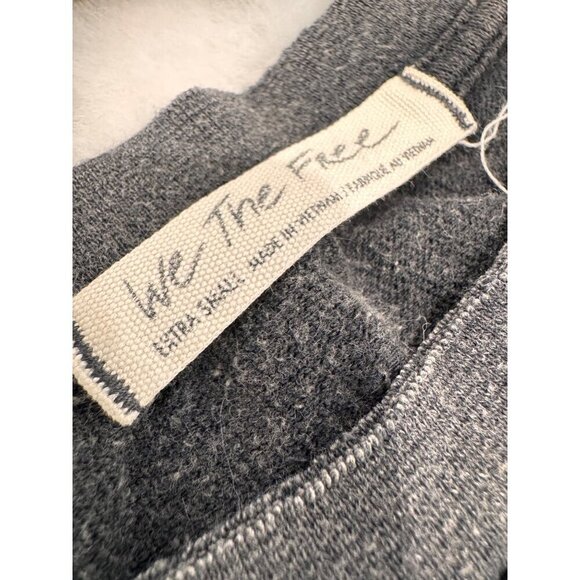 We The Free
EXTRA SMALL MADE IN VIETNAM / FABRIQUÉ AU VIETNAM